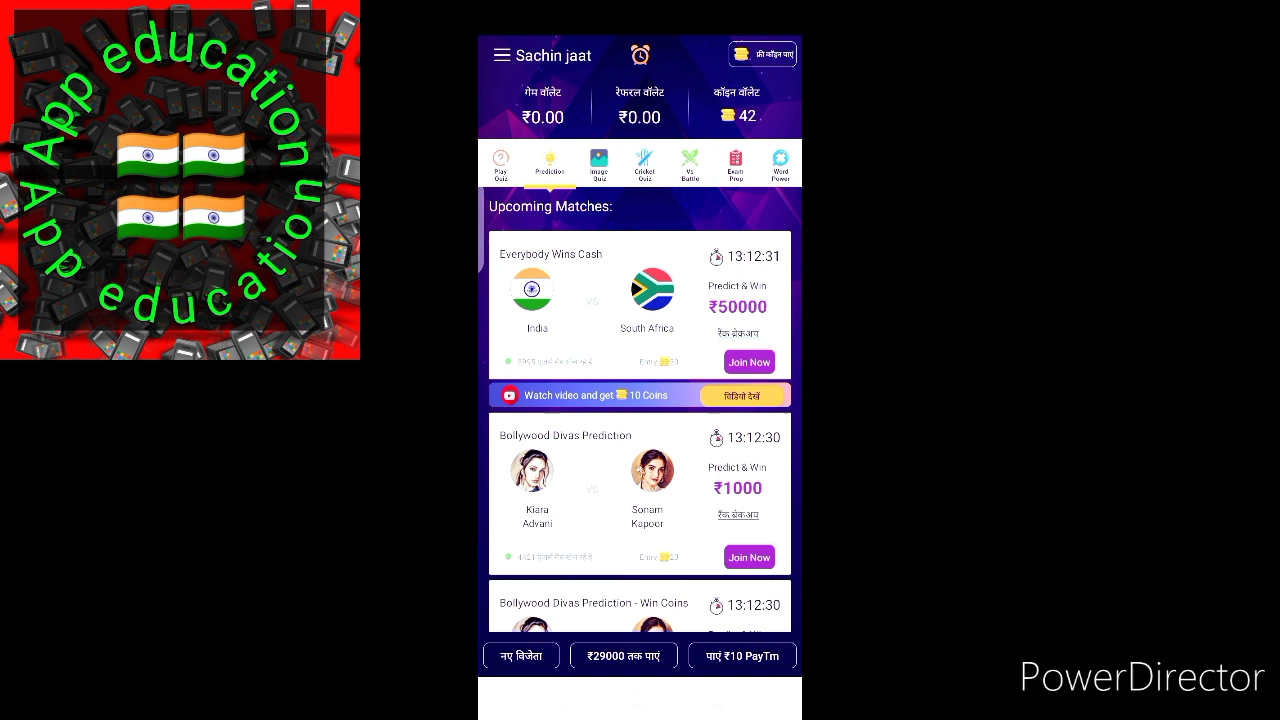 App education
App education
Sachin jaat
फ्री कॉइन पाएं
गेम वॉलेट
रेफरल वॉलेट
कॉइन वॉलेट
₹0.00
₹0.00
42
Play Quiz
Prediction
Image Quiz
Cricket Quiz
Vs Battle
Exam Prep
Word Power
Upcoming Matches:
Everybody Wins Cash
13:12:31
Predict & Win
₹50000
VS
India
South Africa
रैंक ब्रेकअप
Entry
Join Now
Watch video and get 10 Coins
विडियो देखें
Bollywood Divas Prediction
13:12:30
Predict & Win
₹1000
VS
Kiara Advani
Sonam Kapoor
रैंक ब्रेकअप
Entry
Join Now
Bollywood Divas Prediction - Win Coins
13:12:30
नए विजेता
₹29000 तक पाएं
पाएं ₹10 PayTm
PowerDirector